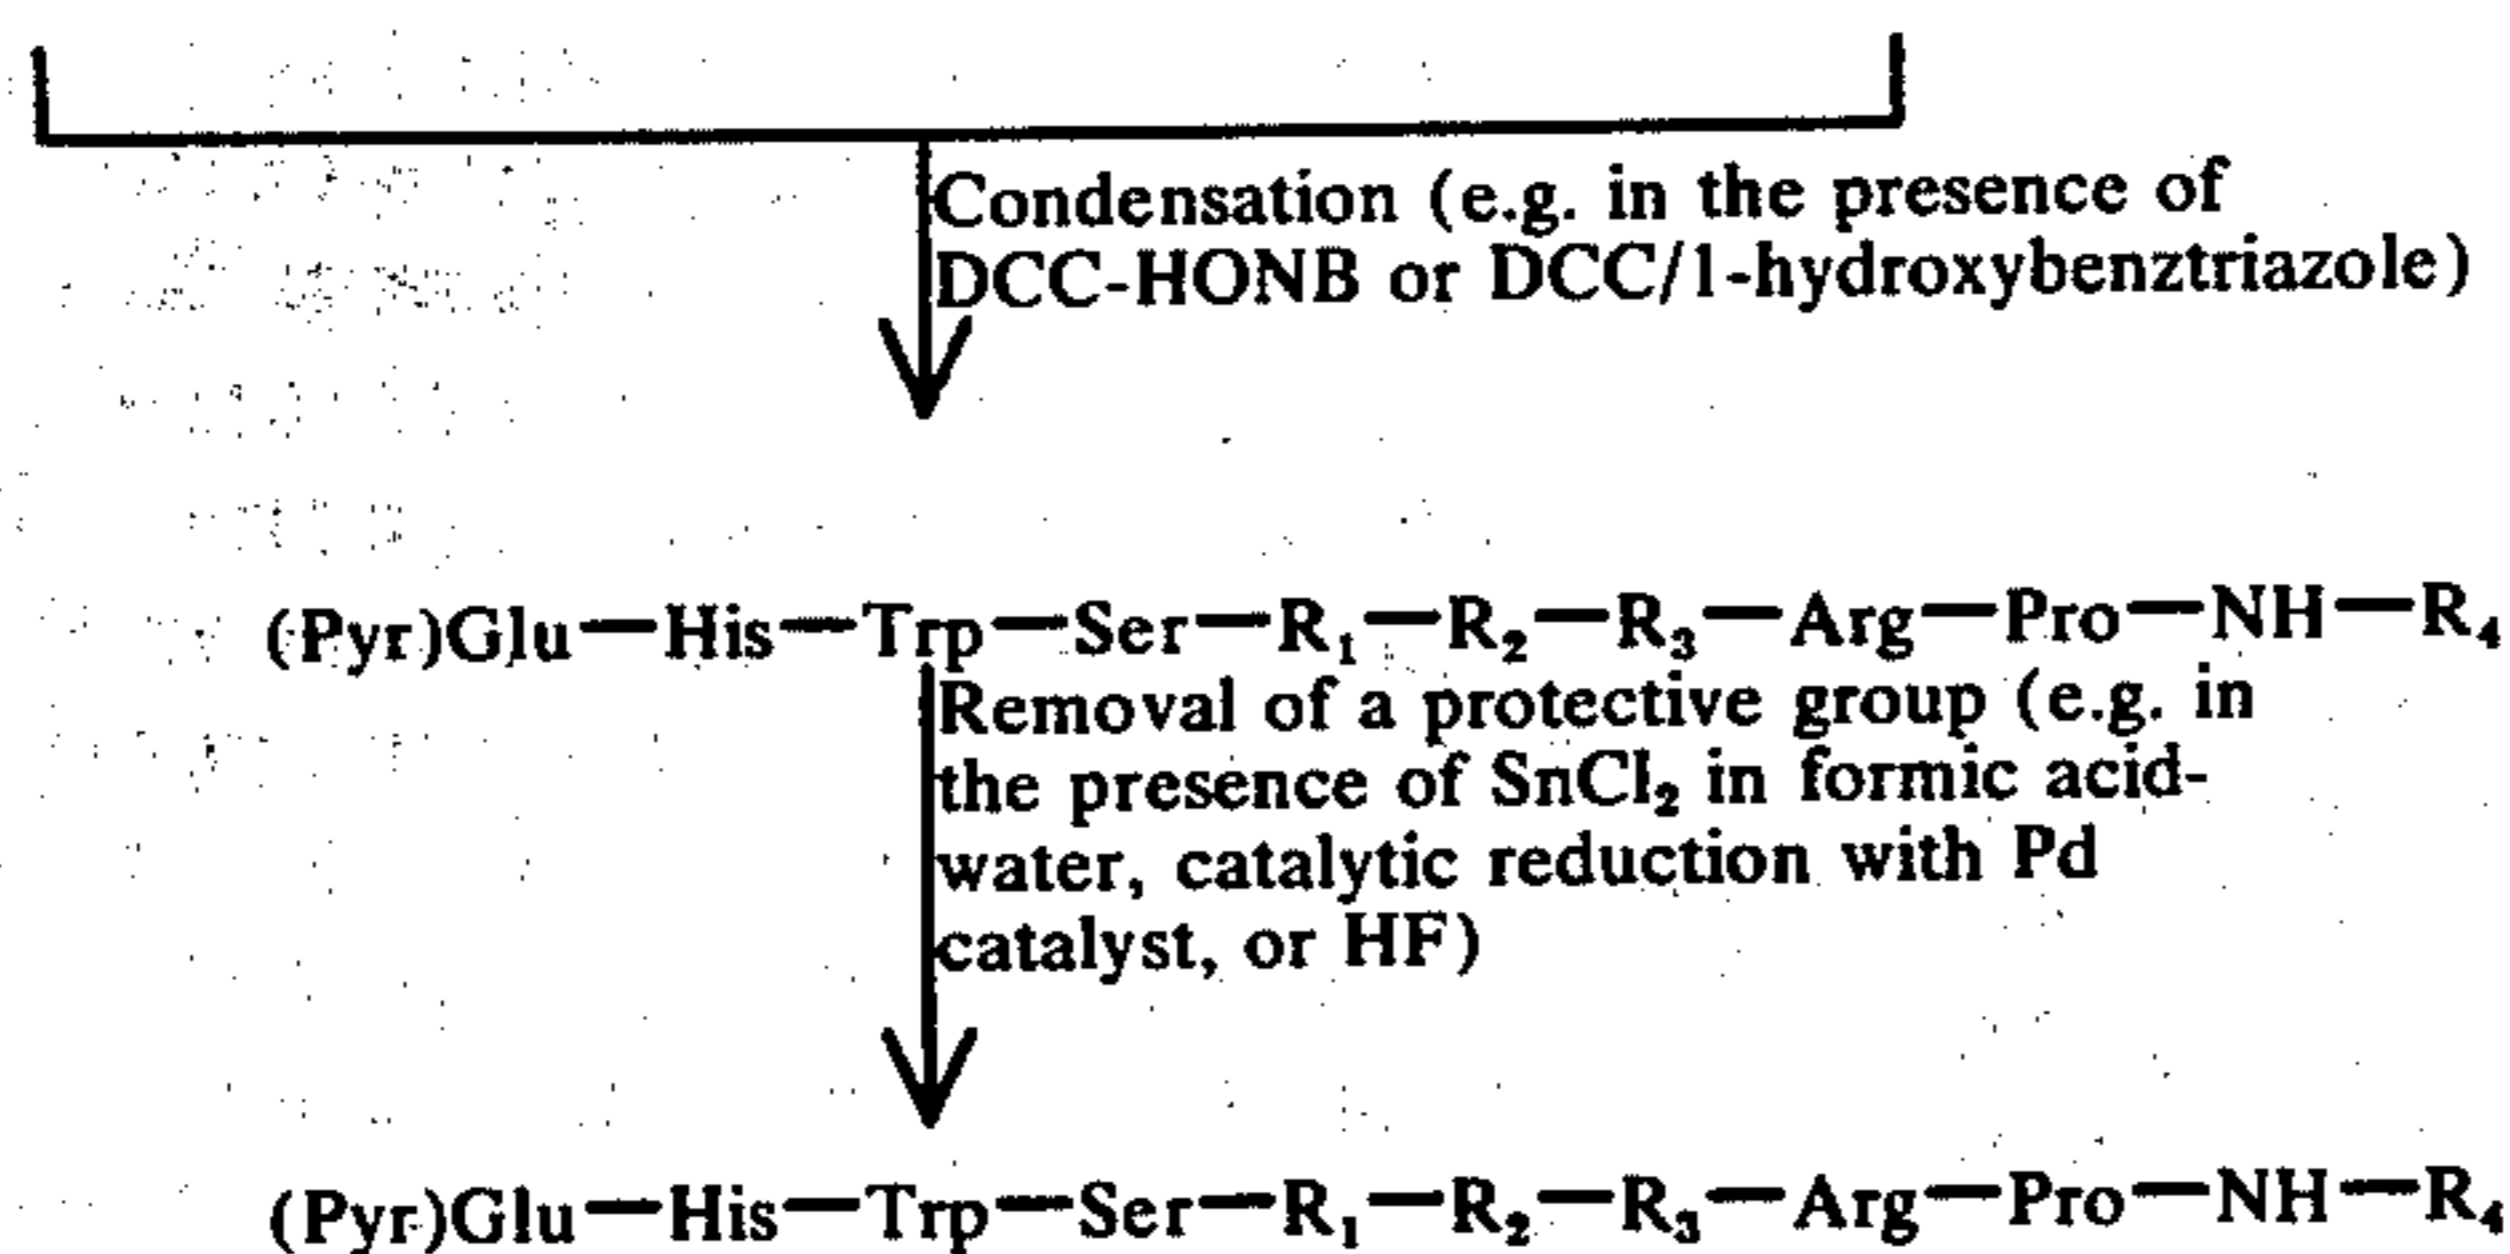 Condensation (e.g. in the presence of
DCC-HONB or DCC/1-hydroxybenztriazole)
(Pyr)Glu—His—Trp—Ser—R₁—R₂—R₃—Arg—Pro—NH—R₄
Removal of a protective group (e.g. in
the presence of SnCl₂ in formic acid-
water, catalytic reduction with Pd
catalyst, or HF)
(Pyr)Glu—His—Trp—Ser—R₁—R₂—R₃—Arg—Pro—NH—R₄